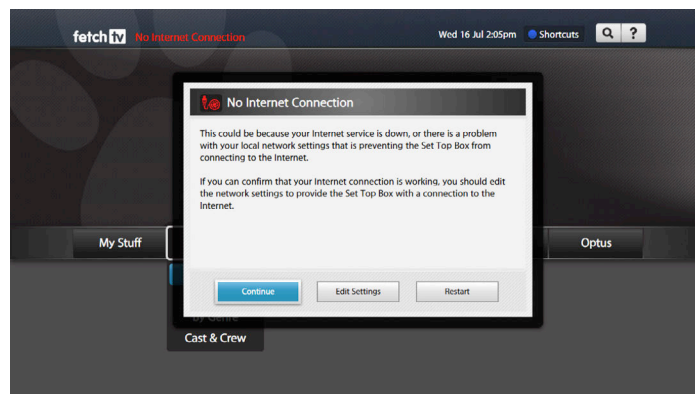 fetch tv No Internet Connection Wed 16 Jul 2:05pm Shortcuts ?
No Internet Connection
This could be because your Internet service is down, or there is a problem
with your local network settings that is preventing the Set Top Box from
connecting to the Internet.
If you can confirm that your Internet connection is working, you should edit
the network settings to provide the Set Top Box with a connection to the
Internet.
My Stuff Optus
Continue Edit Settings Restart
By Genre
Cast & Crew